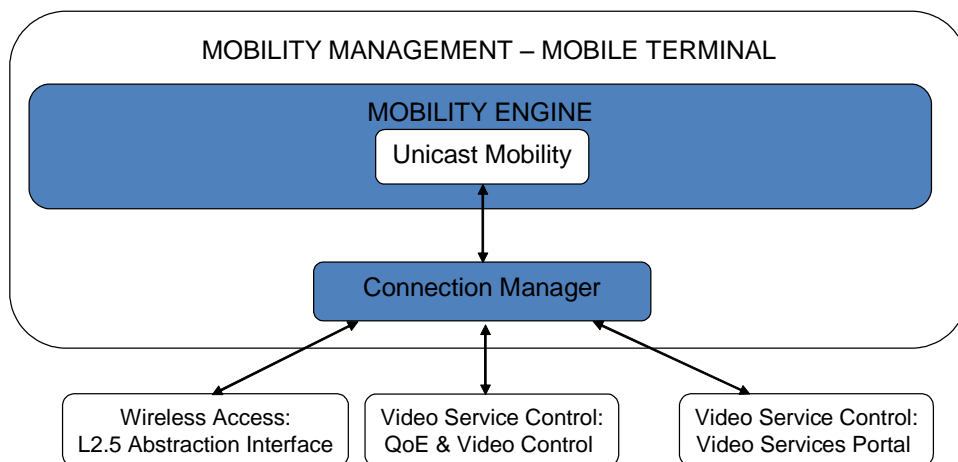 MOBILITY MANAGEMENT – MOBILE TERMINAL
MOBILITY ENGINE
Unicast Mobility
Connection Manager
Wireless Access:
L2.5 Abstraction Interface
Video Service Control:
QoE & Video Control
Video Service Control:
Video Services Portal